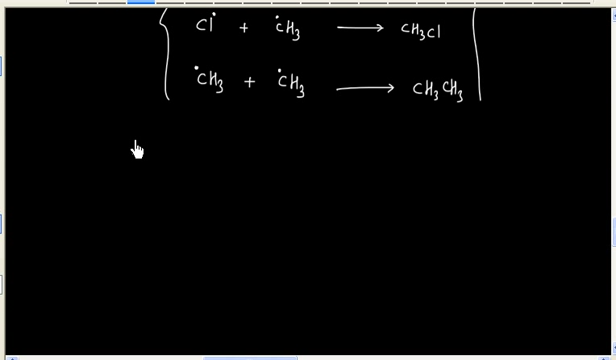 Cl• + •CH₃ ⟶ CH₃Cl
•CH₃ + •CH₃ ⟶ CH₃CH₃